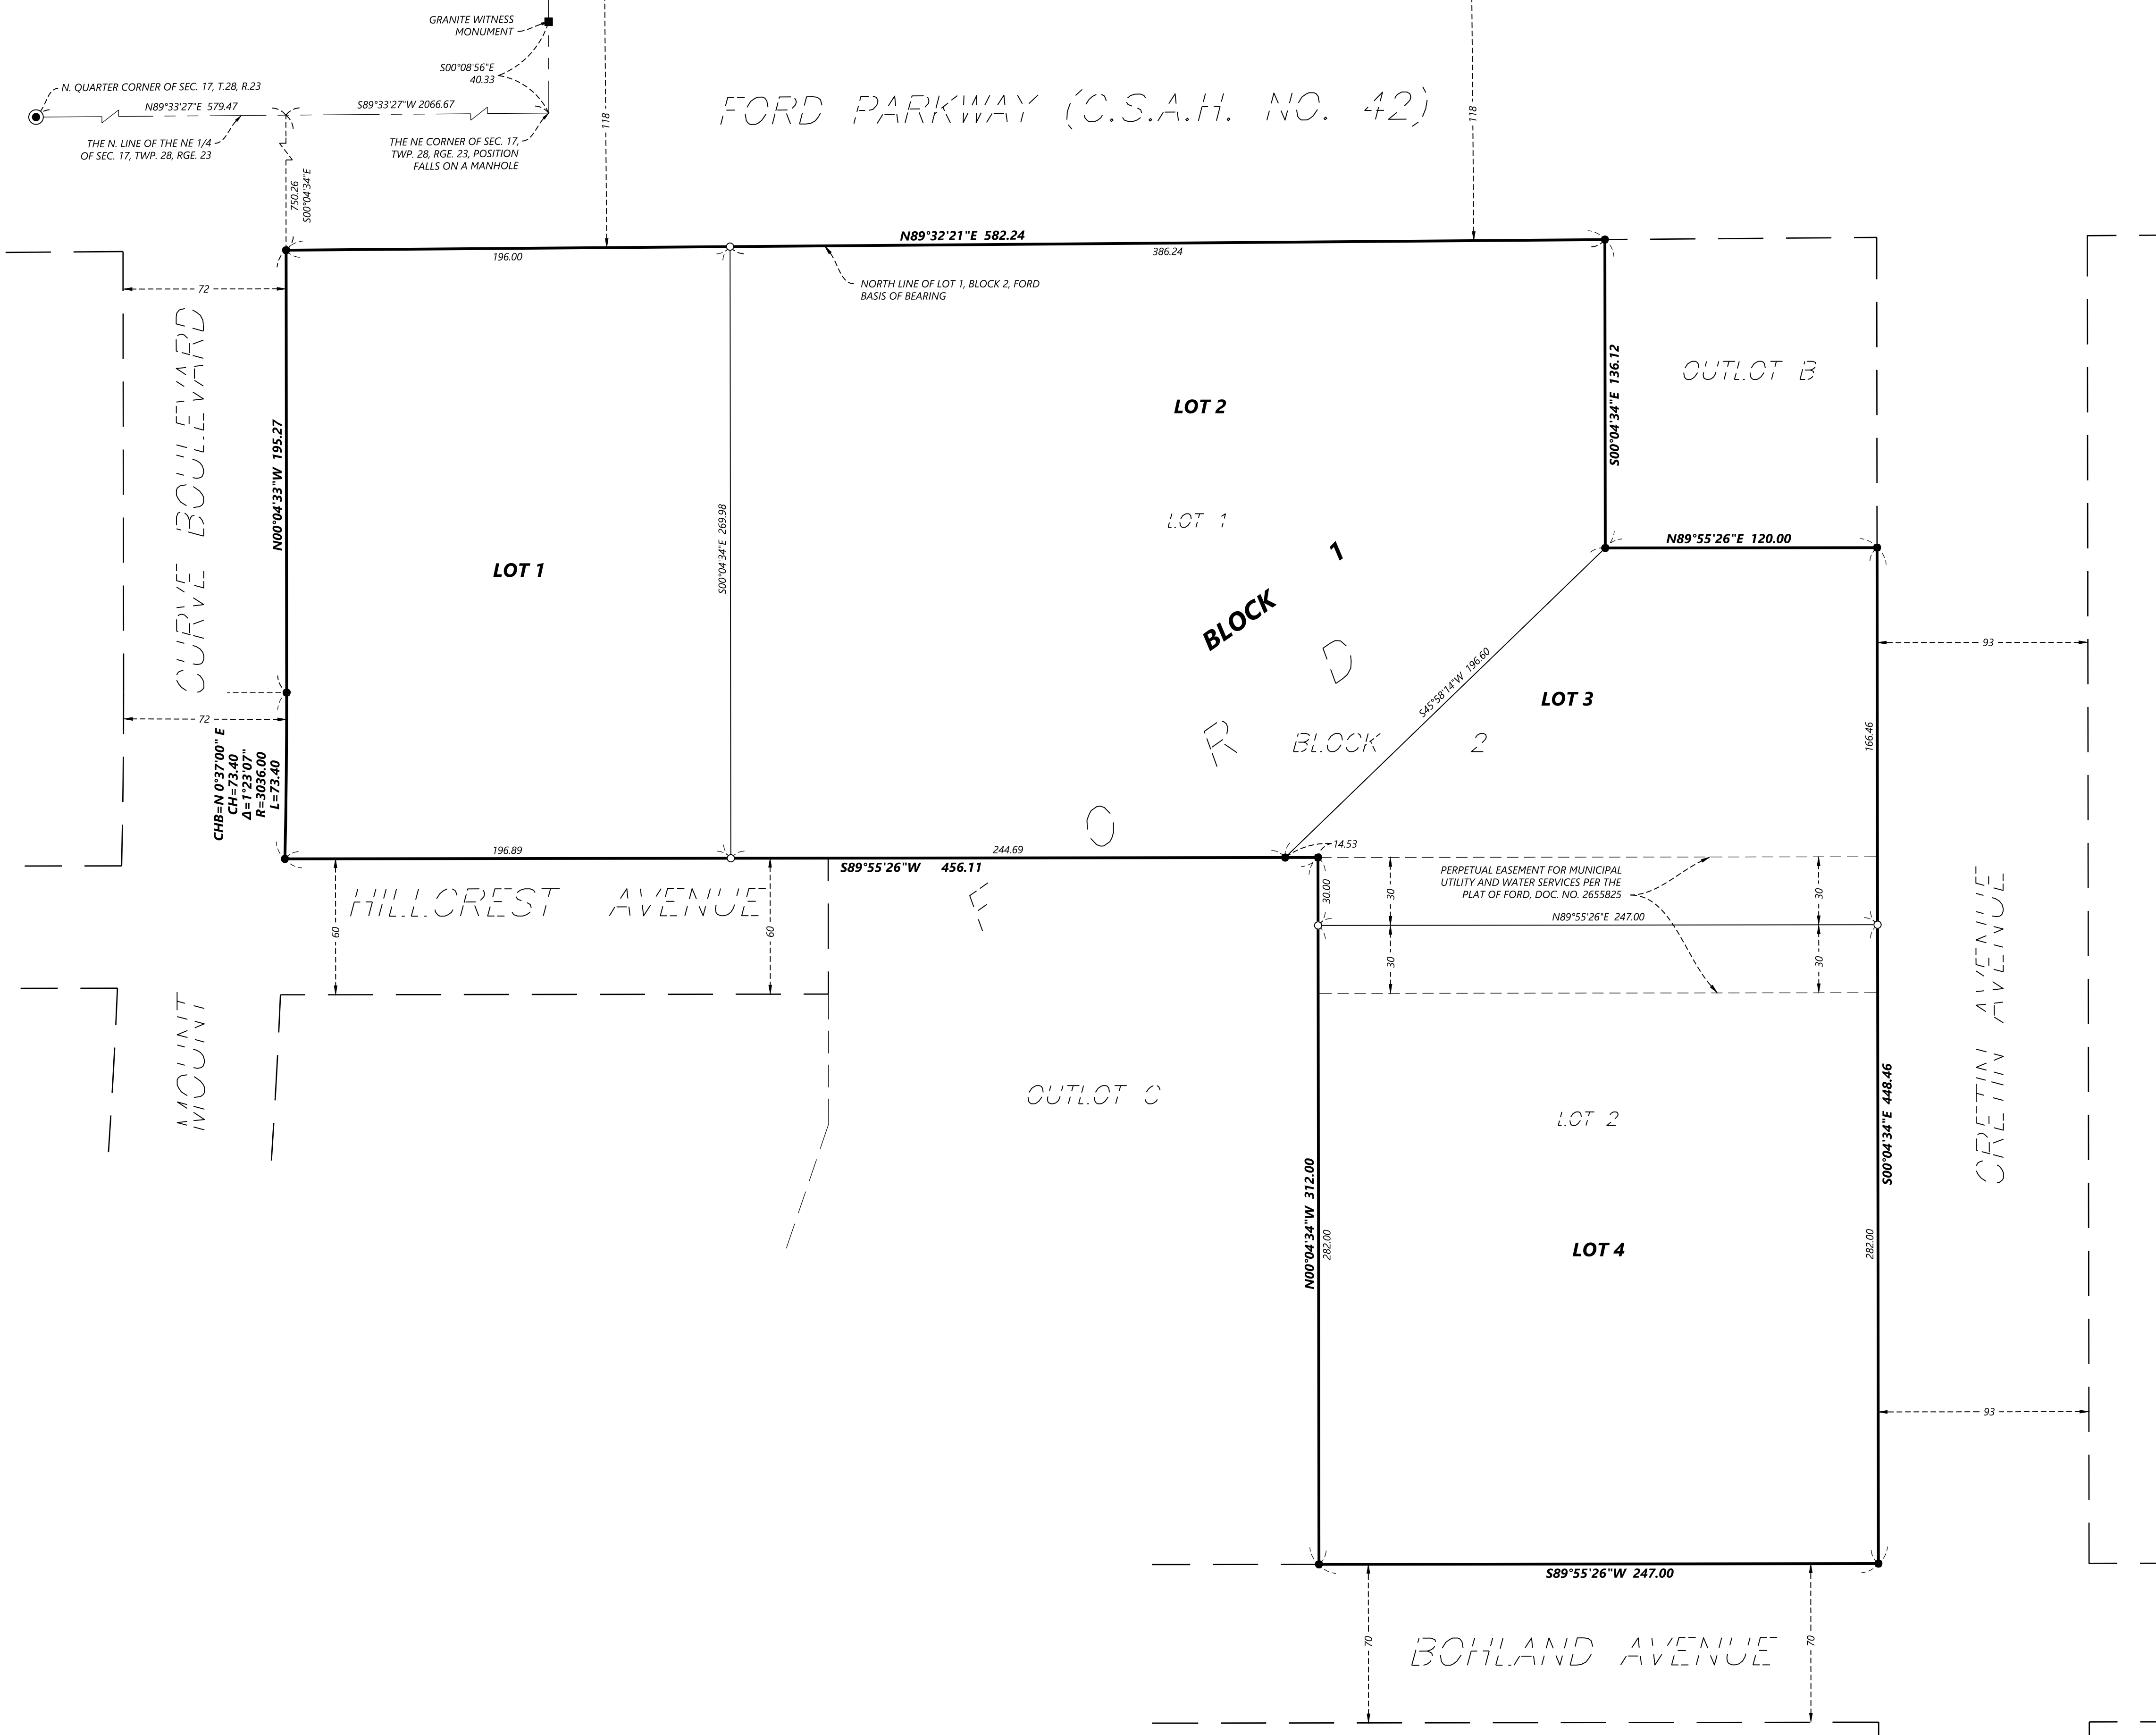 GRANITE WITNESS
MONUMENT
S00°08'56"E
40.33
N. QUARTER CORNER OF SEC. 17, T.28, R.23
N89°33'27"E 579.47
S89°33'27"W 2066.67
THE N. LINE OF THE NE 1/4
OF SEC. 17, TWP. 28, RGE. 23
THE NE CORNER OF SEC. 17,
TWP. 28, RGE. 23, POSITION
FALLS ON A MANHOLE
118
118
FORD PARKWAY (C.S.A.H. NO. 42)
750.26
S00°04'34"E
N89°32'21"E 582.24
196.00
386.24
NORTH LINE OF LOT 1, BLOCK 2, FORD
BASIS OF BEARING
72
CURVE BOULEVARD
N00°04'33"W 195.27
S00°04'34"E 136.12
OUTLOT B
LOT 2
LOT 1
S00°04'34"E 269.98
LOT 1
BLOCK 1
N89°55'26"E 120.00
93
D
R
O
F
S45°58'14"W 196.60
LOT 3
BLOCK 2
166.46
72
CHB=N 0°37'00" E
CH=73.40
Δ=1°23'07"
R=3036.00
L=73.40
196.89
244.69
14.53
S89°55'26"W 456.11
HILLCREST AVENUE
60
60
30.00
30
30
PERPETUAL EASEMENT FOR MUNICIPAL
UTILITY AND WATER SERVICES PER THE
PLAT OF FORD, DOC. NO. 2655825
N89°55'26"E 247.00
30
30
MOUNT
OUTLOT C
LOT 2
CRETIN AVENUE
S00°04'34"E 448.46
N00°04'34"W 312.00
282.00
LOT 4
282.00
93
S89°55'26"W 247.00
70
BOHLAND AVENUE
70